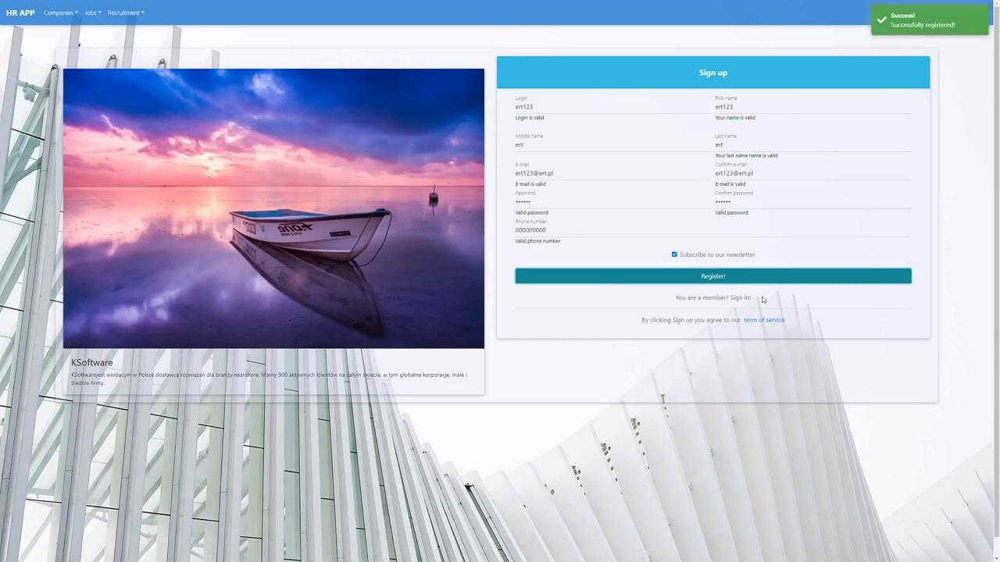 HR APP Companies Jobs Recruitment
Success!
Successfully registered!
Sign up
Login First name
ert123 ert123
Login is valid Your name is valid
Middle name Last name
ert ert
Your last name name is valid
E-mail Confirm e-mail
ert123@ert.pl ert123@ert.pl
E-mail is valid E-mail is valid
Password Confirm password
•••••• ••••••
Valid password Valid password
Phone number
000000000
Valid phone number
Subscribe to our newsletter
Register!
You are a member? Sign in!
By clicking Sign up you agree to our term of service
KSoftware
KSoftwarejest wiodącym w Polsce dostawcą rozwiązań dla branży nearshore. Mamy 900 aktywnych klientów na całym świecie. w tym globalne korporacje, małe i
średnie firmy.